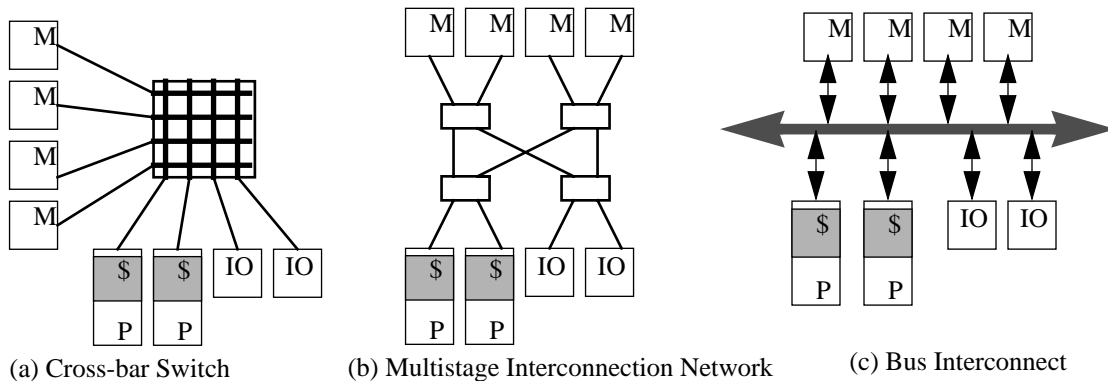 M M M M
M M M M
M M M M
$ $ IO IO
P P
$ $ IO IO
P P
$ $ IO IO
P P
(a) Cross-bar Switch
(b) Multistage Interconnection Network
(c) Bus Interconnect